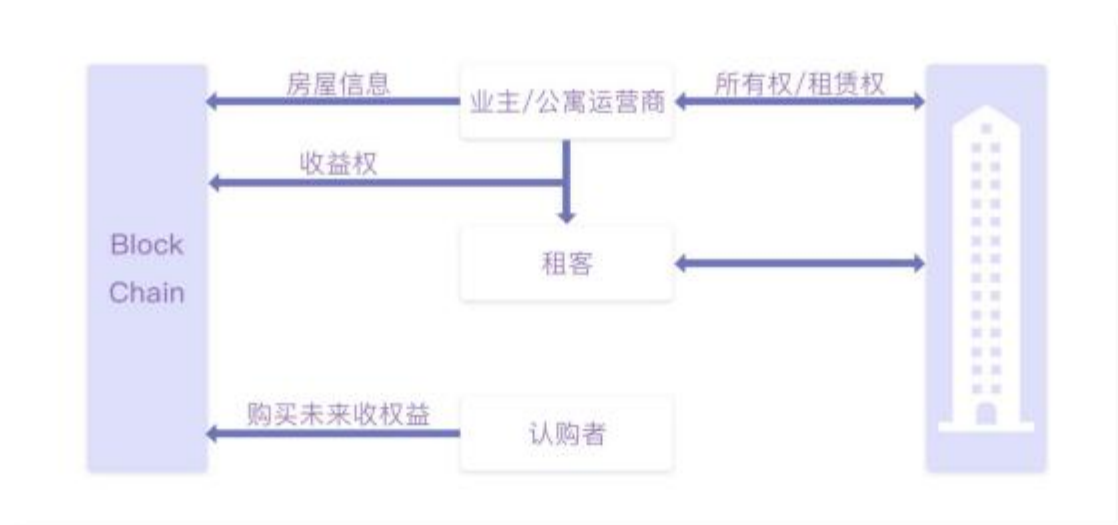 房屋信息
业主/公寓运营商
所有权/租赁权
收益权
Block
Chain
租客
购买未来收权益
认购者